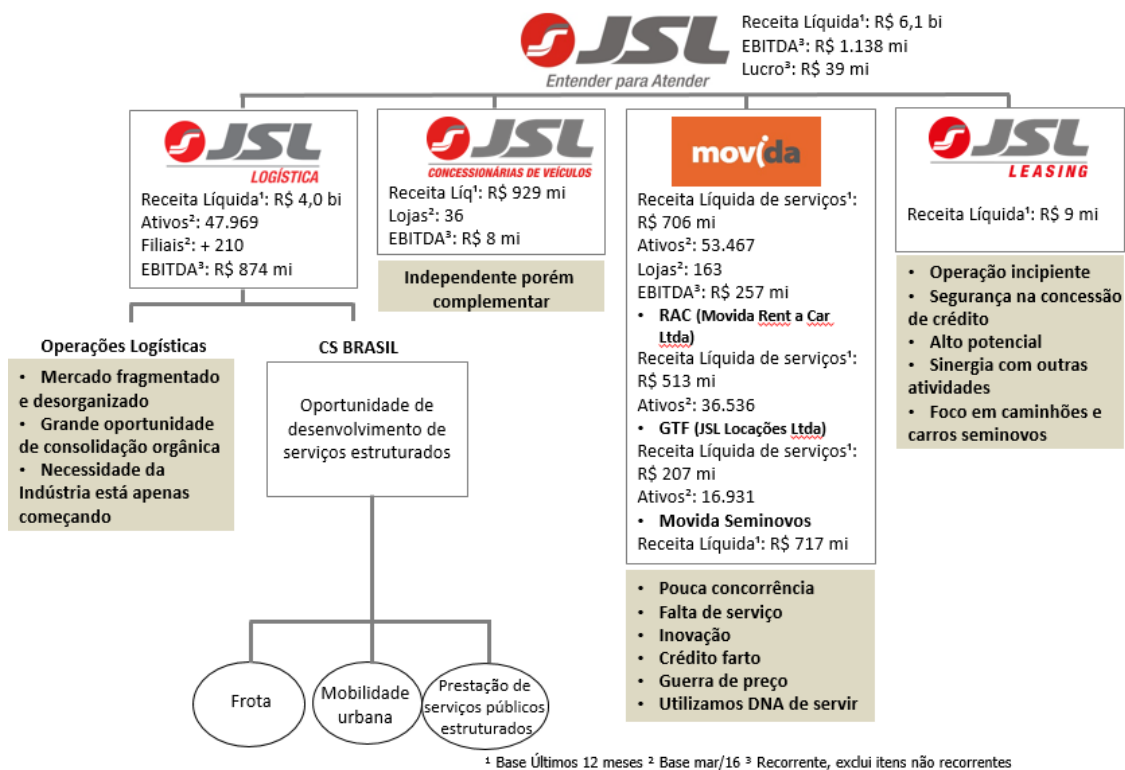 JSL
Entender para Atender
Receita Líquida¹: R$ 6,1 bi
EBITDA³: R$ 1.138 mi
Lucro³: R$ 39 mi
JSL
LOGÍSTICA
Receita Líquida¹: R$ 4,0 bi
Ativos²: 47.969
Filiais²: + 210
EBITDA³: R$ 874 mi
Operações Logísticas
• Mercado fragmentado
e desorganizado
• Grande oportunidade
de consolidação orgânica
• Necessidade da
Indústria está apenas
começando
CS BRASIL
Oportunidade de
desenvolvimento de
serviços estruturados
Frota
Mobilidade
urbana
Prestação de
serviços públicos
estruturados
JSL
CONCESSIONÁRIAS DE VEÍCULOS
Receita Líq¹: R$ 929 mi
Lojas²: 36
EBITDA³: R$ 8 mi
Independente porém
complementar
movida
Receita Líquida de serviços¹:
R$ 706 mi
Ativos²: 53.467
Lojas²: 163
EBITDA³: R$ 257 mi
• RAC (Movida Rent a Car
Ltda)
Receita Líquida de serviços¹:
R$ 513 mi
Ativos²: 36.536
• GTF (JSL Locações Ltda)
Receita Líquida de serviços¹:
R$ 207 mi
Ativos²: 16.931
• Movida Seminovos
Receita Líquida¹: R$ 717 mi
• Pouca concorrência
• Falta de serviço
• Inovação
• Crédito farto
• Guerra de preço
• Utilizamos DNA de servir
JSL
LEASING
Receita Líquida¹: R$ 9 mi
• Operação incipiente
• Segurança na concessão
de crédito
• Alto potencial
• Sinergia com outras
atividades
• Foco em caminhões e
carros seminovos
¹ Base Últimos 12 meses ² Base mar/16 ³ Recorrente, exclui itens não recorrentes